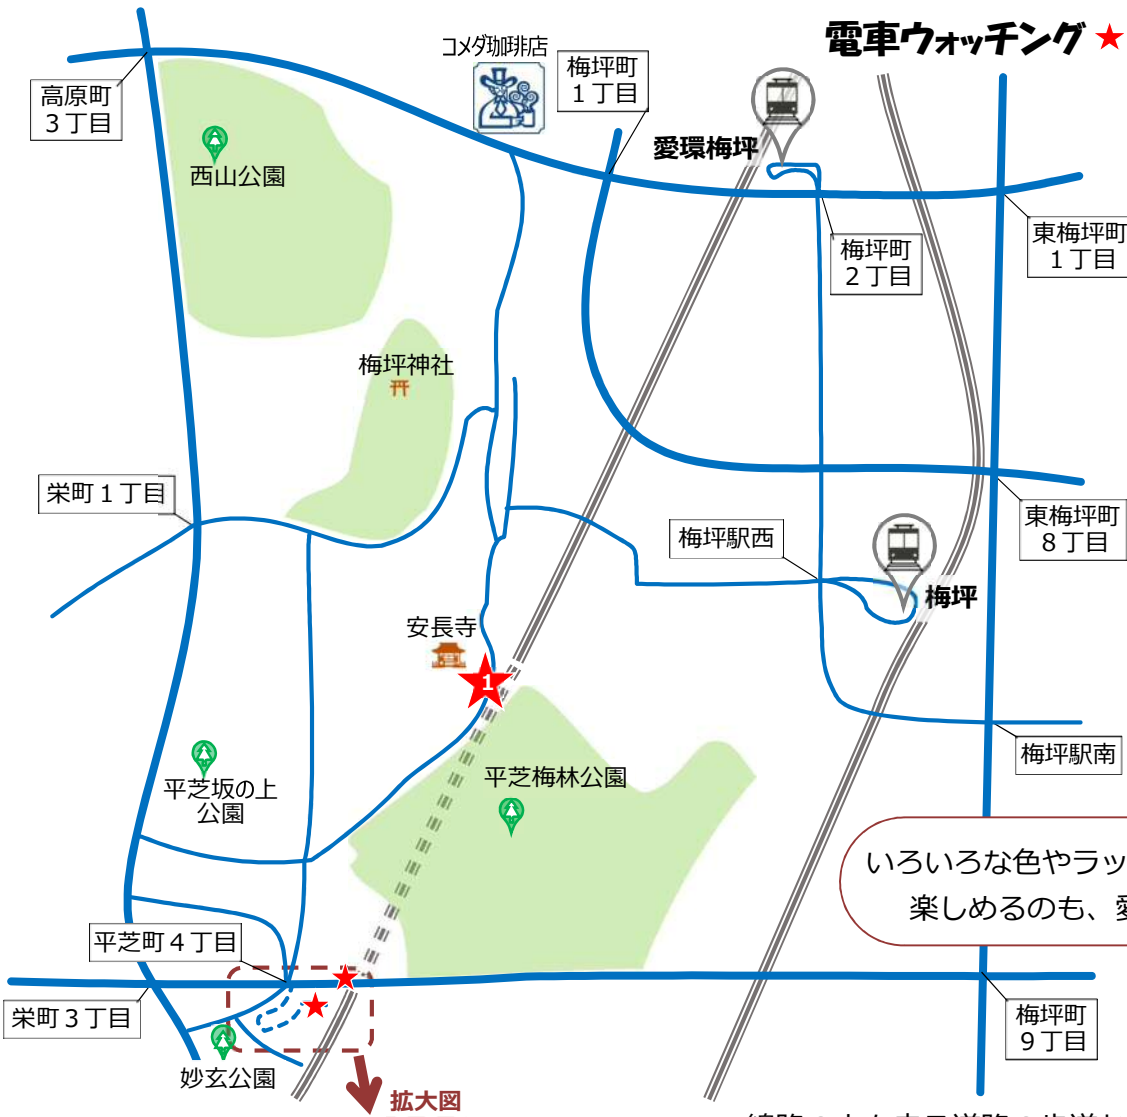 電車ウォッチング★
コメダ珈琲店
梅坪町
１丁目
高原町
３丁目
愛環梅坪
西山公園
東梅坪町
１丁目
梅坪町
２丁目
梅坪神社
栄町１丁目
東梅坪町
８丁目
梅坪駅西
梅坪
安長寺
1
梅坪駅南
平芝梅林公園
平芝坂の上
公園
いろいろな色やラッ
楽しめるのも、愛
平芝町４丁目
栄町３丁目
梅坪町
９丁目
妙玄公園
拡大図